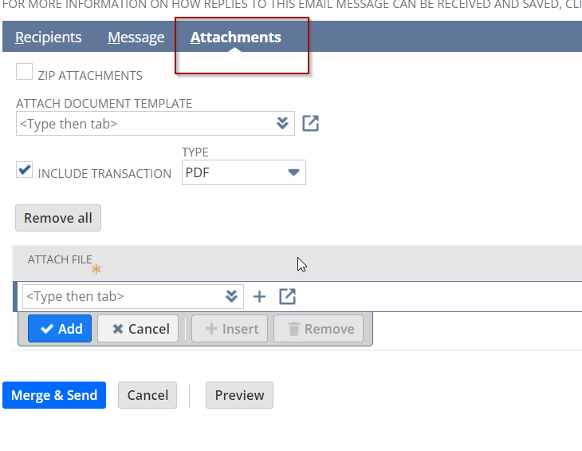 FOR MORE INFORMATION ON HOW REPLIES TO THIS EMAIL MESSAGE CAN BE RECEIVED AND SAVED, CLI
Recipients Message Attachments
ZIP ATTACHMENTS
ATTACH DOCUMENT TEMPLATE
<Type then tab>
TYPE
INCLUDE TRANSACTION PDF
Remove all
ATTACH FILE *
<Type then tab>
Add Cancel Insert Remove
Merge & Send Cancel Preview